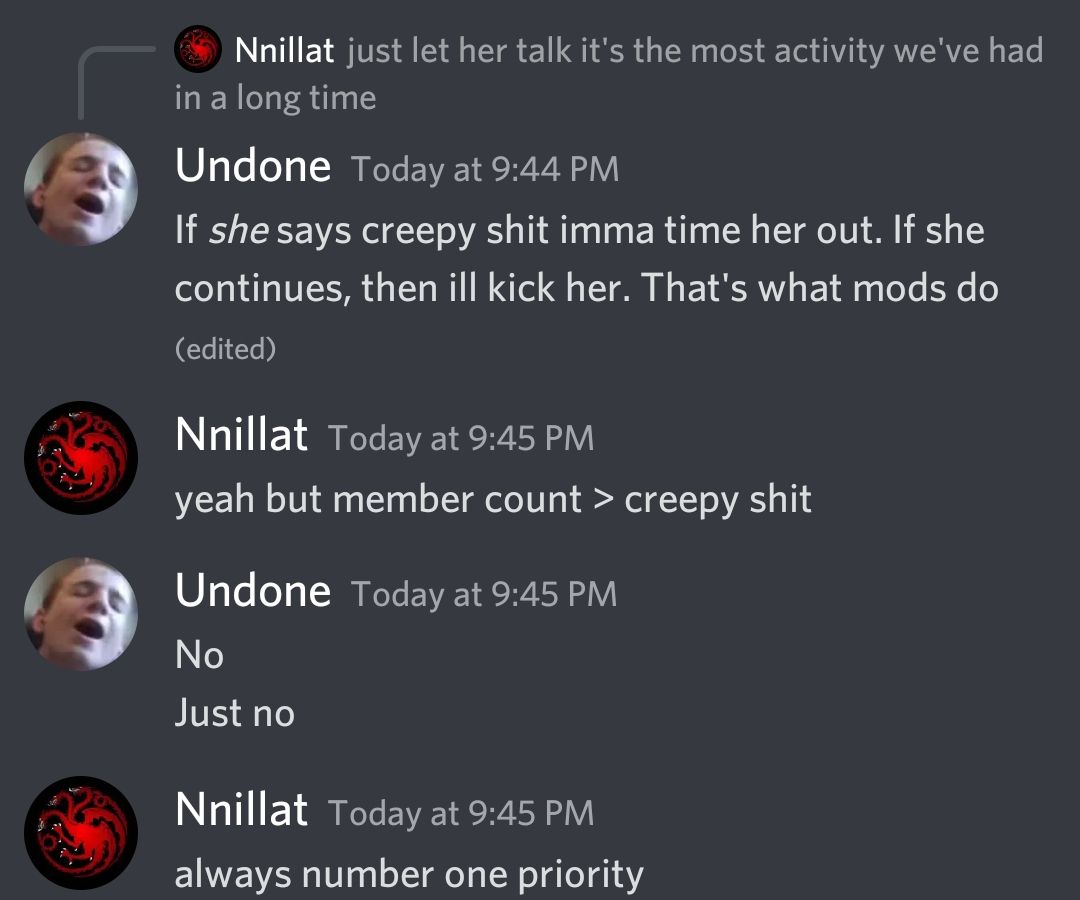 Nnillat just let her talk it's the most activity we've had
in a long time
Undone Today at 9:44 PM
If she says creepy shit imma time her out. If she
continues, then ill kick her. That's what mods do
(edited)
Nnillat Today at 9:45 PM
yeah but member count > creepy shit
Undone Today at 9:45 PM
No
Just no
Nnillat Today at 9:45 PM
always number one priority